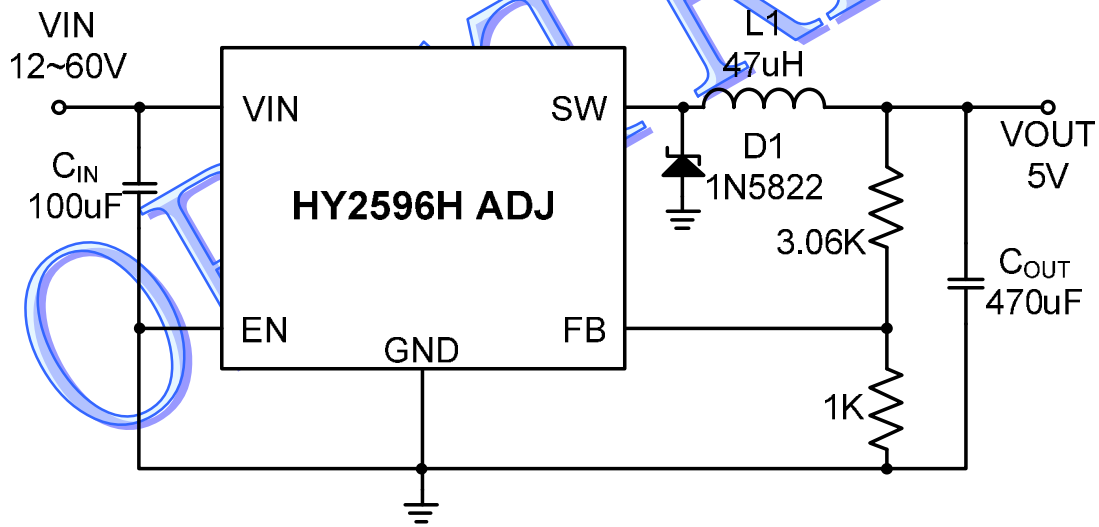 VIN
12~60V
L1
47uH
VIN
SW
VOUT
5V
CIN
100uF
D1
1N5822
HY2596H ADJ
3.06K
COUT
470uF
EN
FB
GND
1K